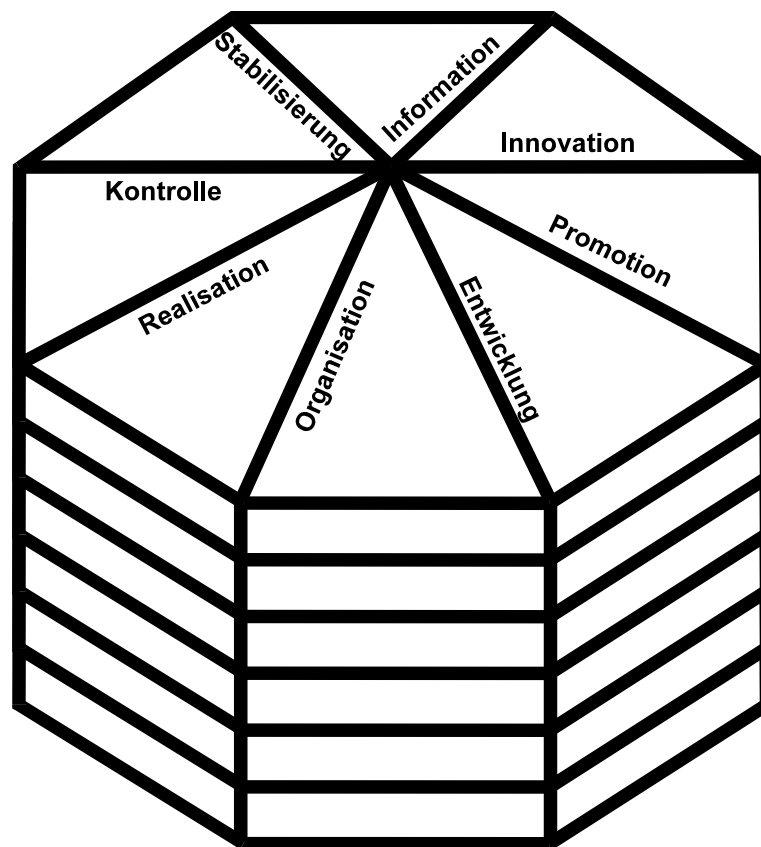 Stabilisierung
Information
Innovation
Kontrolle
Promotion
Realisation
Organisation
Entwicklung